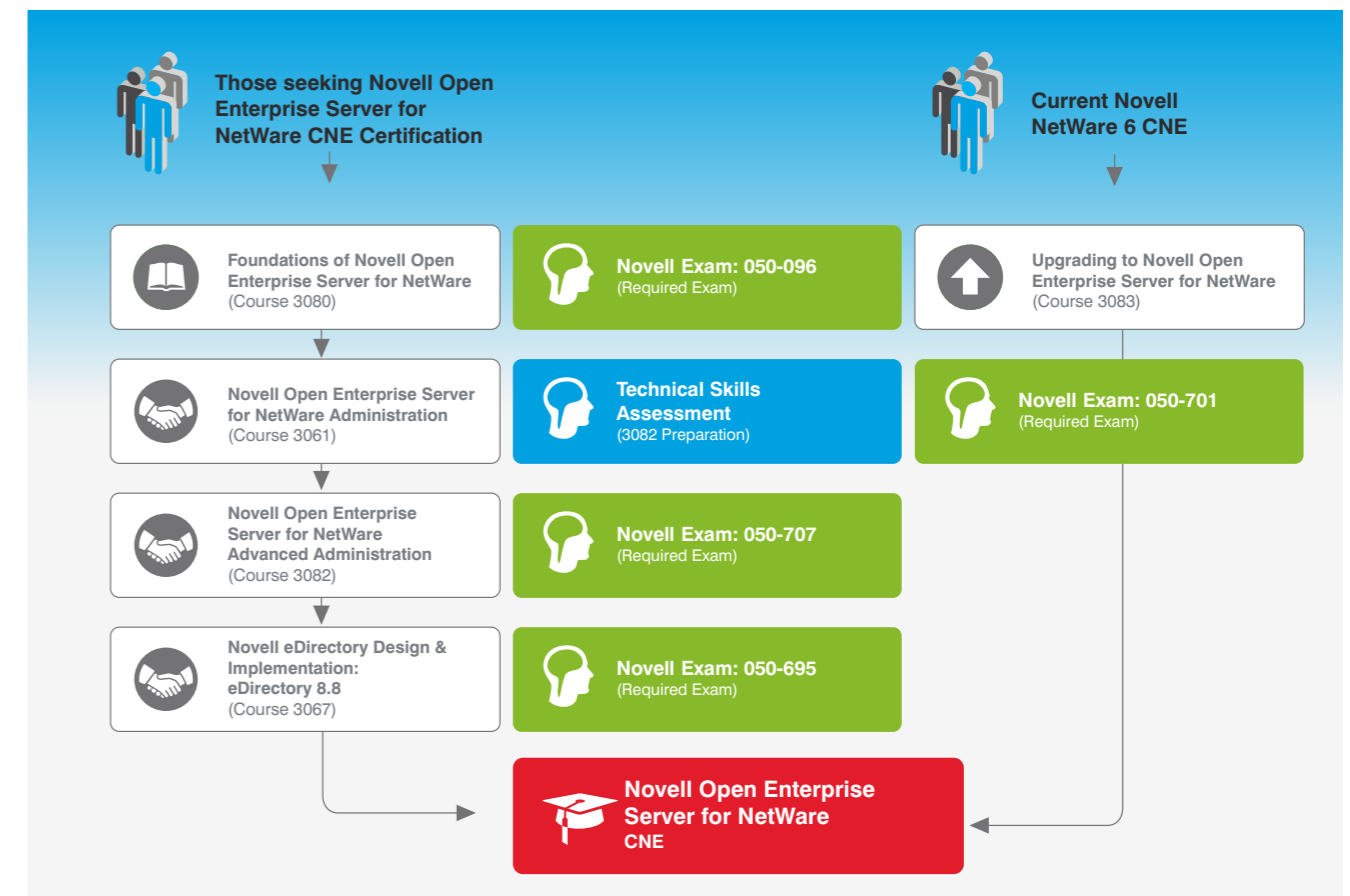 Those seeking Novell Open
Enterprise Server for
NetWare CNE Certification
Current Novell
NetWare 6 CNE
Foundations of Novell Open
Enterprise Server for NetWare
(Course 3080)
Novell Exam: 050-096
(Required Exam)
Upgrading to Novell Open
Enterprise Server for NetWare
(Course 3083)
Novell Open Enterprise Server
for NetWare Administration
(Course 3061)
Technical Skills
Assessment
(3082 Preparation)
Novell Exam: 050-701
(Required Exam)
Novell Open Enterprise
Server for NetWare
Advanced Administration
(Course 3082)
Novell Exam: 050-707
(Required Exam)
Novell eDirectory Design &
Implementation:
eDirectory 8.8
(Course 3067)
Novell Exam: 050-695
(Required Exam)
Novell Open Enterprise
Server for NetWare
CNE